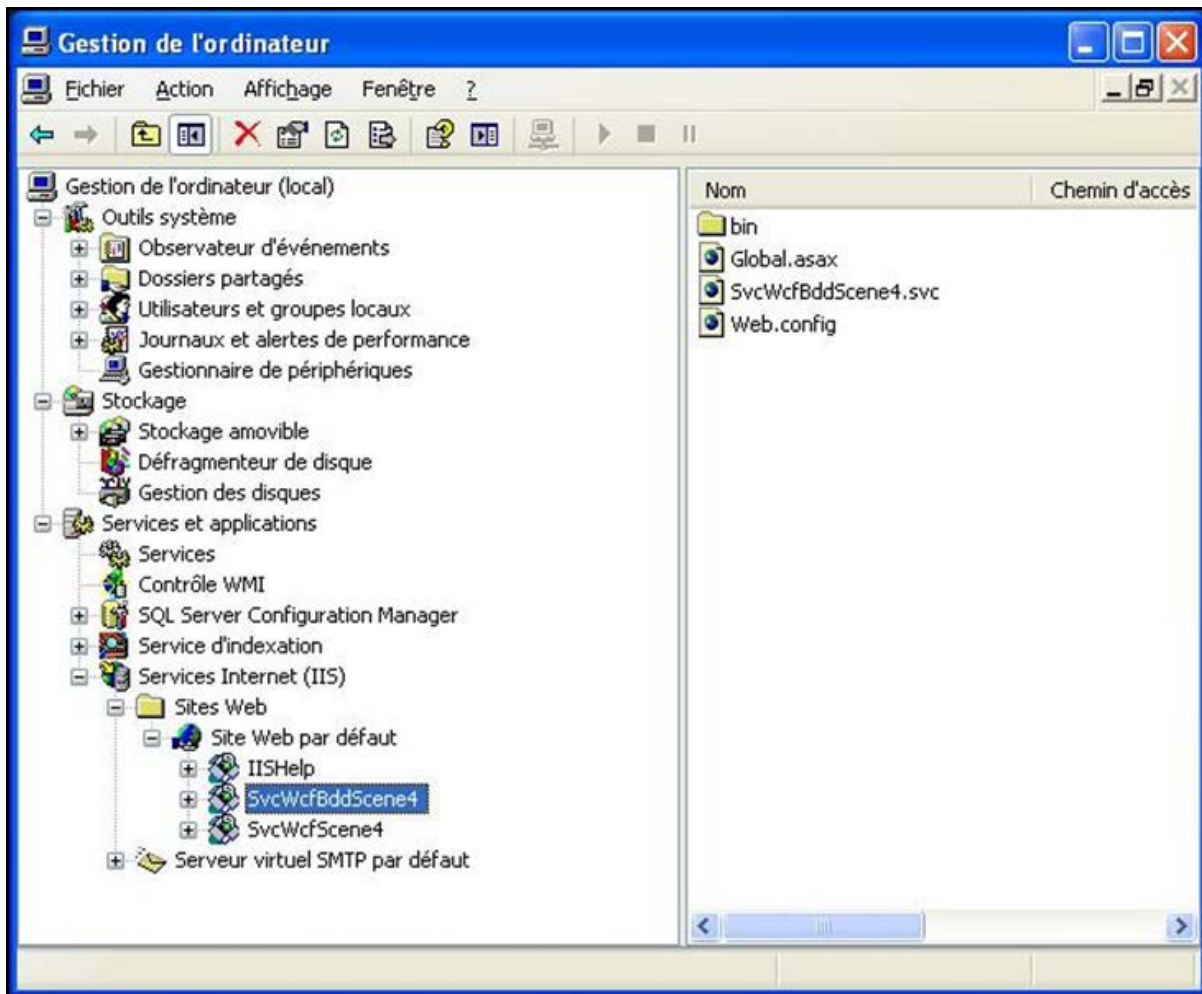 Gestion de l'ordinateur
Fichier Action Affichage Fenêtre ?
Gestion de l'ordinateur (local)
Outils système
Observateur d'événements
Dossiers partagés
Utilisateurs et groupes locaux
Journaux et alertes de performance
Gestionnaire de périphériques
Stockage
Stockage amovible
Défragmenteur de disque
Gestion des disques
Services et applications
Services
Contrôle WMI
SQL Server Configuration Manager
Service d'indexation
Services Internet (IIS)
Sites Web
Site Web par défaut
IISHelp
SvcWcfBddScene4
SvcWcfScene4
Serveur virtuel SMTP par défaut
Nom Chemin d'accès
bin
Global.asax
SvcWcfBddScene4.svc
Web.config